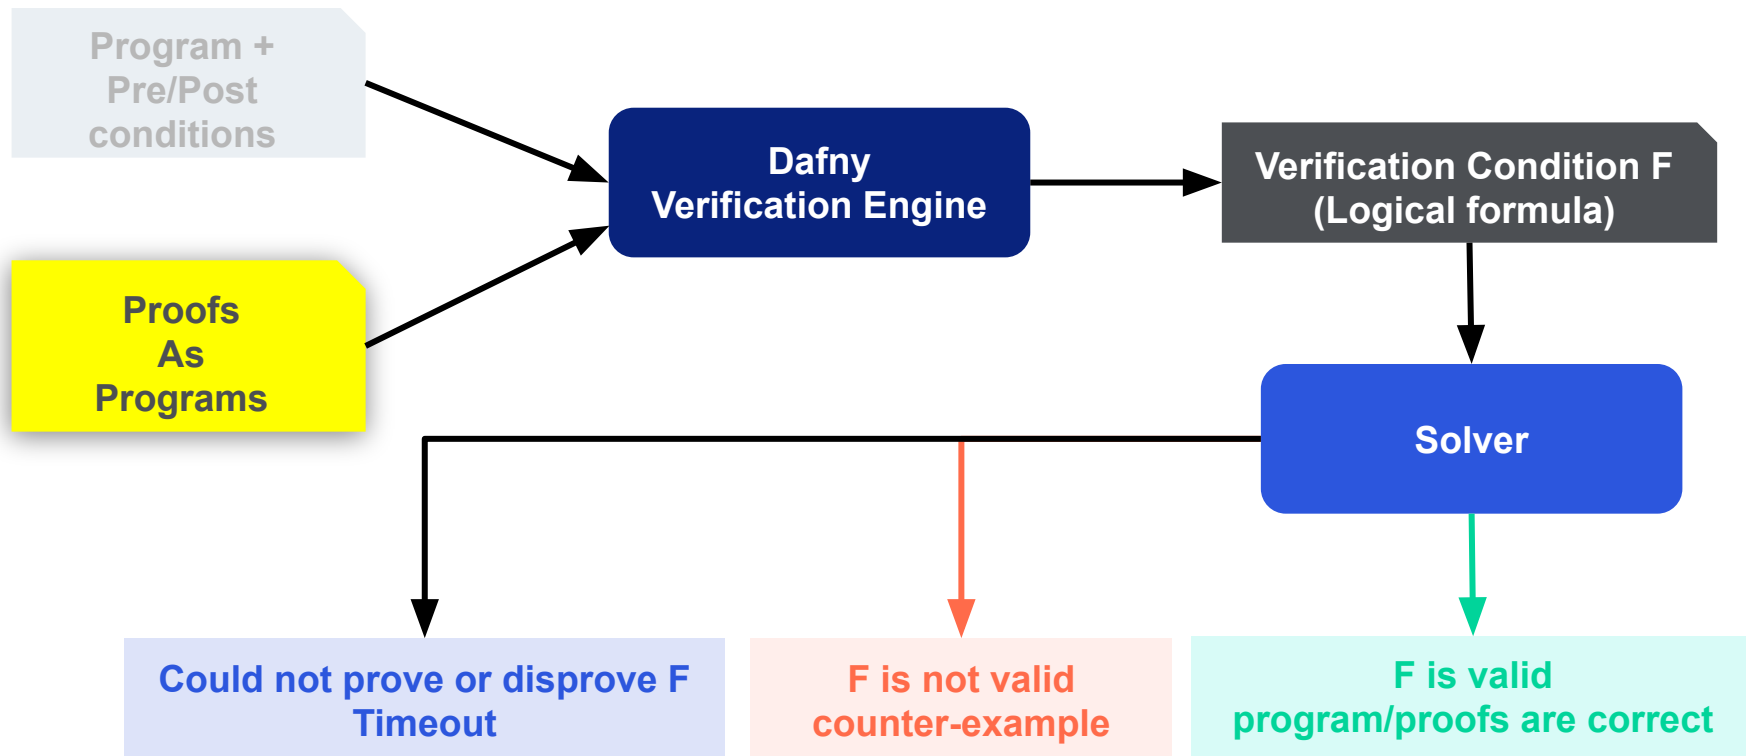 Program +
Pre/Post
conditions
Dafny
Verification Engine
Verification Condition F
(Logical formula)
Proofs
As
Programs
Solver
Could not prove or disprove F
Timeout
F is not valid
counter-example
F is valid
program/proofs are correct